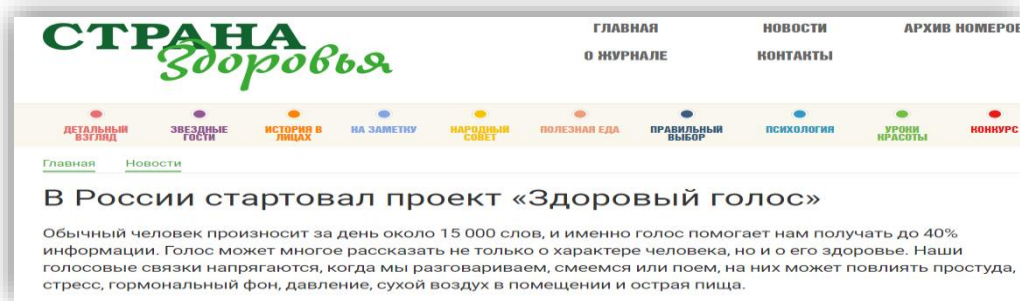 СТРАНА
Здоровья
ГЛАВНАЯ НОВОСТИ АРХИВ НОМЕРОВ
О ЖУРНАЛЕ КОНТАКТЫ
ДЕТАЛЬНЫЙ ВЗГЛЯД ЗВЕЗДНЫЕ ГОСТИ ИСТОРИЯ В ЛИЦАХ НА ЗАМЕТКУ НАРОДНЫЙ СОВЕТ ПОЛЕЗНАЯ ЕДА ПРАВИЛЬНЫЙ ВЫБОР ПСИХОЛОГИЯ УРОКИ КРАСОТЫ КОНКУРС
Главная Новости
В России стартовал проект «Здоровый голос»
Обычный человек произносит за день около 15 000 слов, и именно голос помогает нам получать до 40%
информации. Голос может многое рассказать не только о характере человека, но и о его здоровье. Наши
голосовые связки напрягаются, когда мы разговариваем, смеемся или поем, на них может повлиять простуда,
стресс, гормональный фон, давление, сухой воздух в помещении и острая пища.